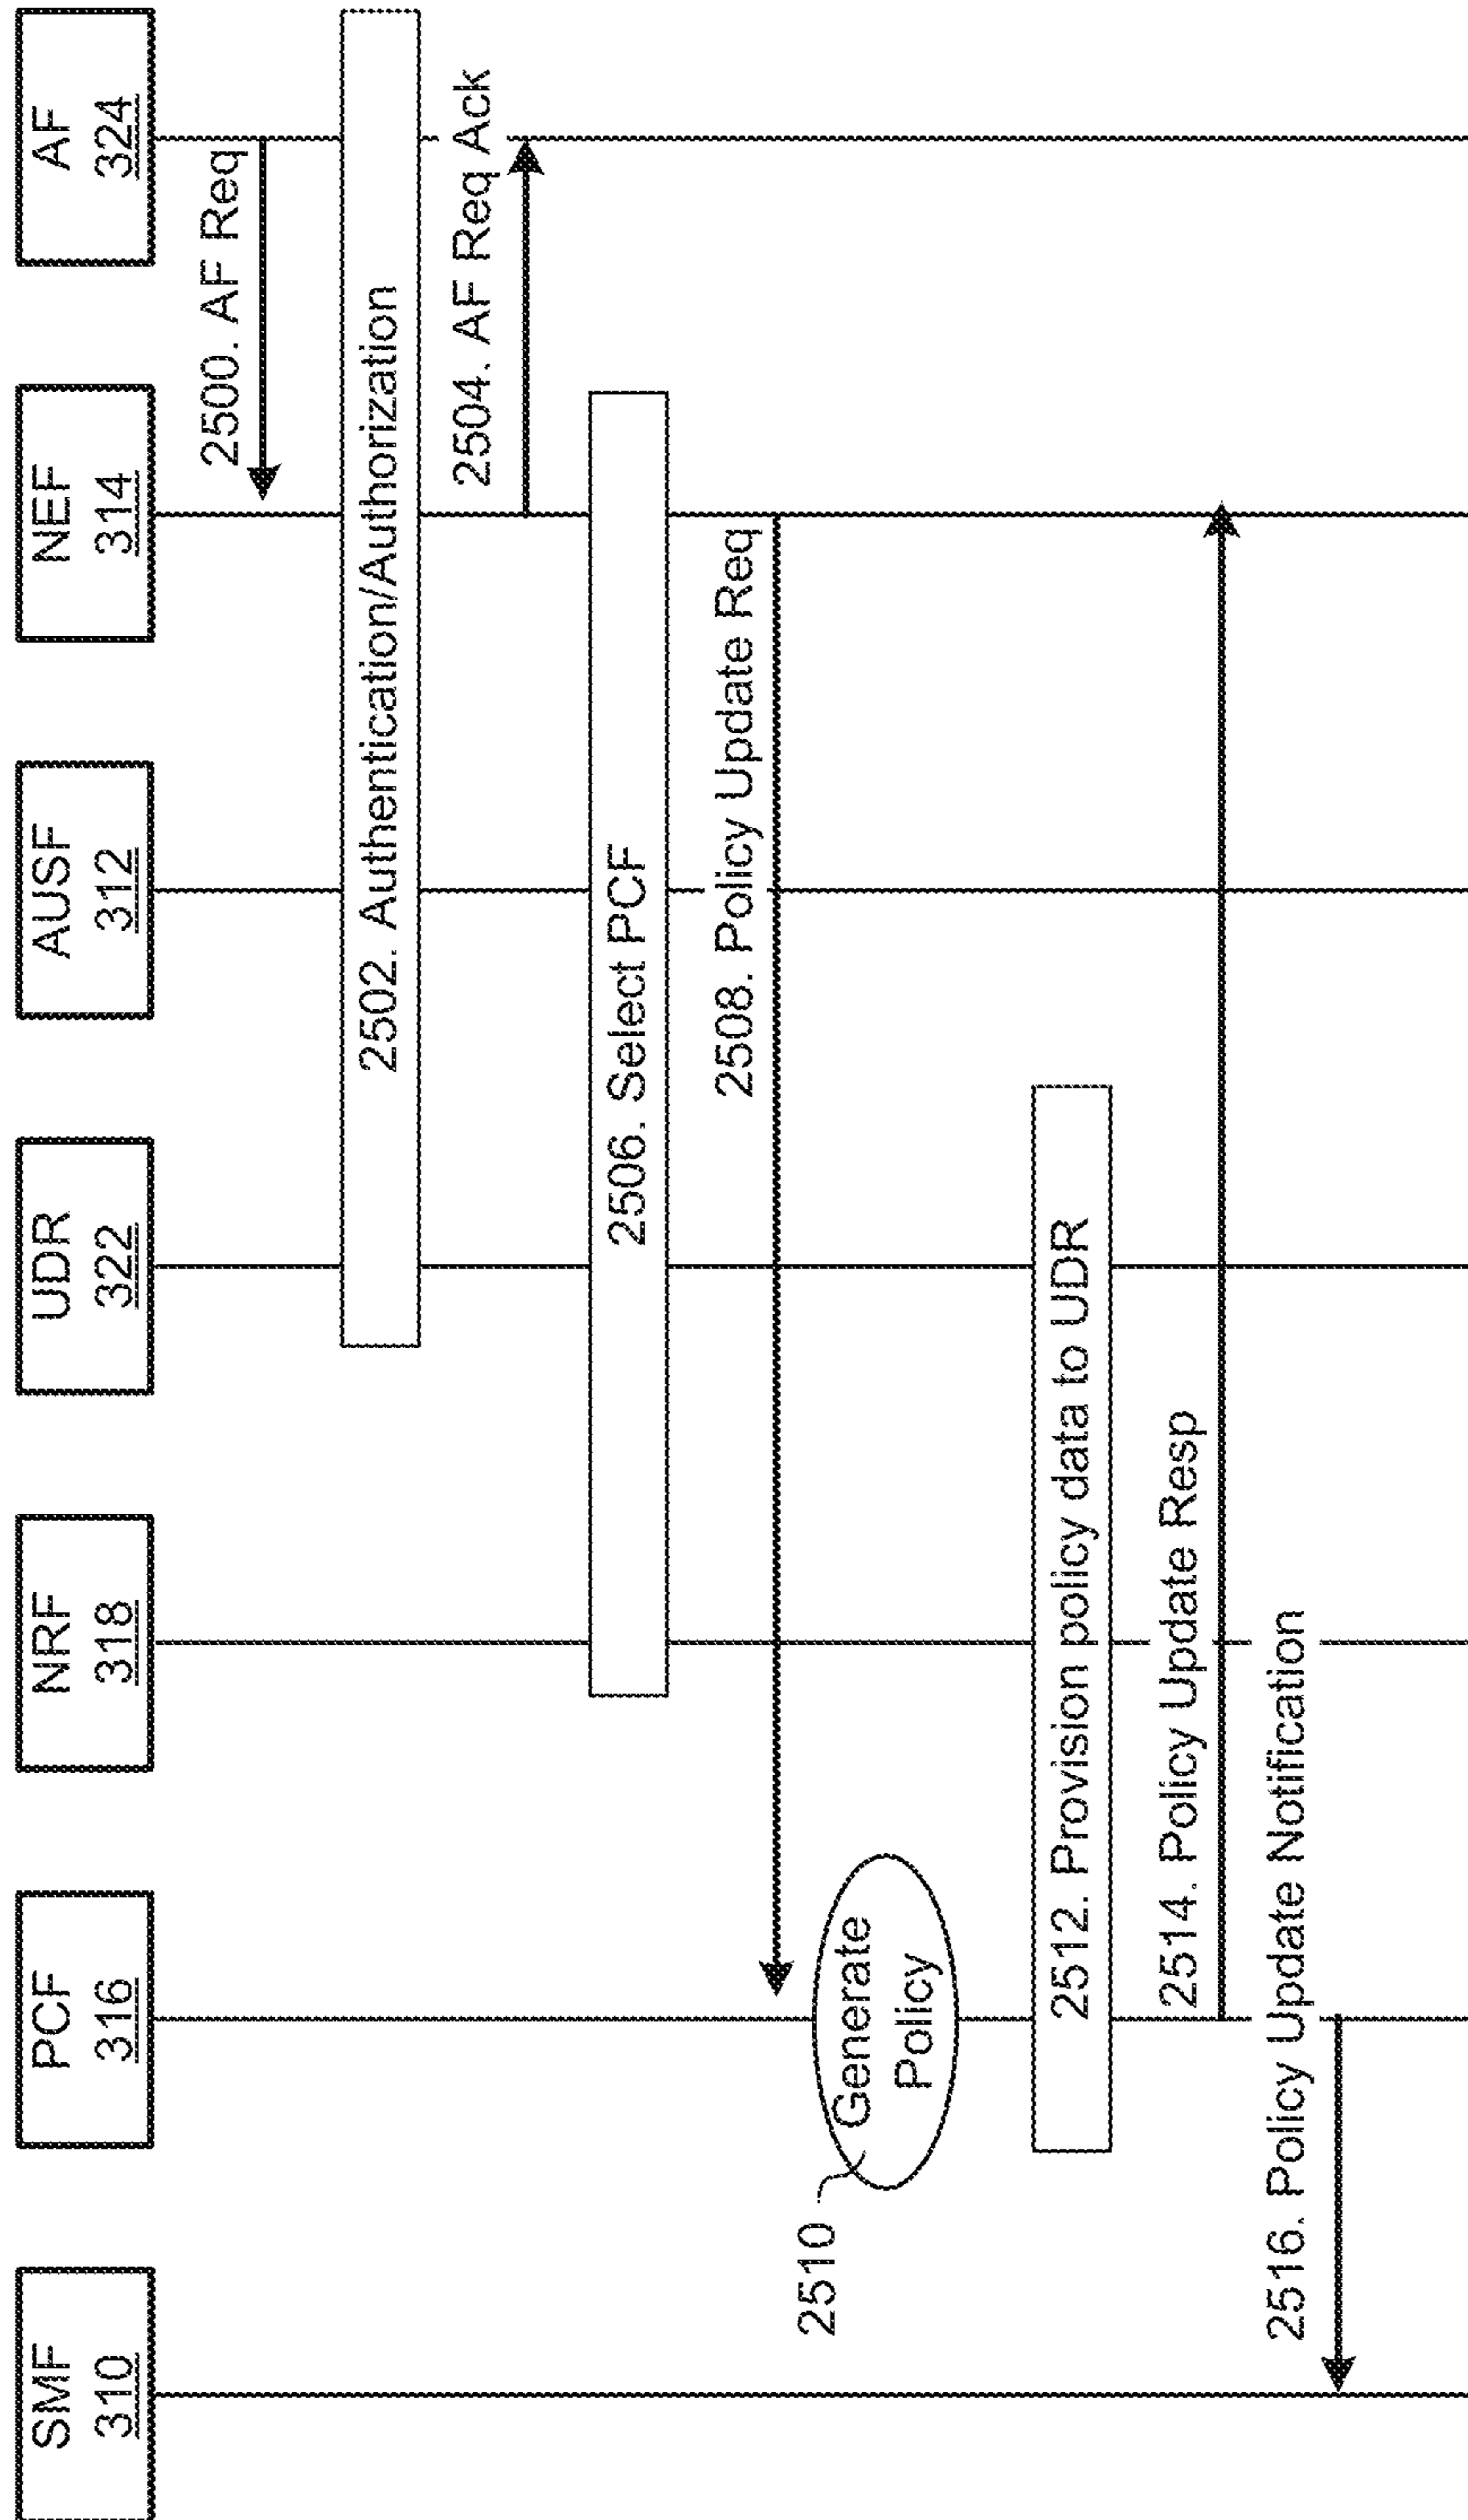 SMF
310
PCF
316
NRF
318
UDR
322
AUSF
312
NEF
314
AF
324
2500. AF Req
2502. Authentication/Authorization
2504. AF Req Ack
2506. Select PCF
2508. Policy Update Req
2510
Generate
Policy
2512. Provision policy data to UDR
2514. Policy Update Resp
2516. Policy Update Notification